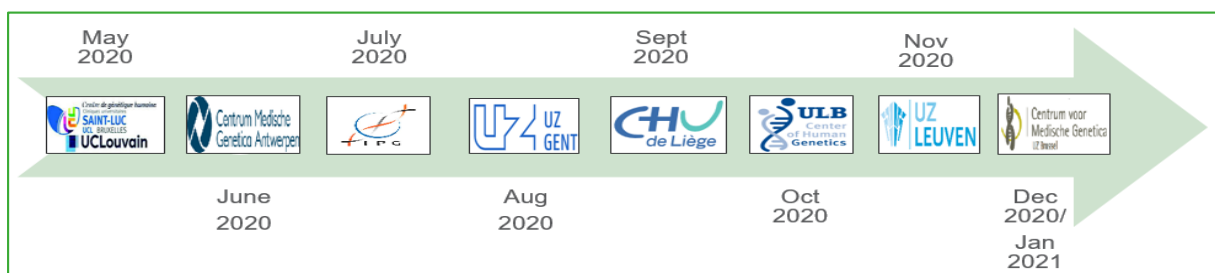 May
2020
July
2020
Sept
2020
Nov
2020
Centre de génétique humaine
Cliniques universitaires
SAINT-LUC
UCL BRUXELLES
UCLouvain
Centrum Medische
Genetica Antwerpen
IPG
UZ
UZ
GENT
CHU
de Liège
ULB
Center
of Human
Genetics
UZ
LEUVEN
Centrum voor
Medische Genetica
UZ Brussel
June
2020
Aug
2020
Oct
2020
Dec
2020/
Jan
2021